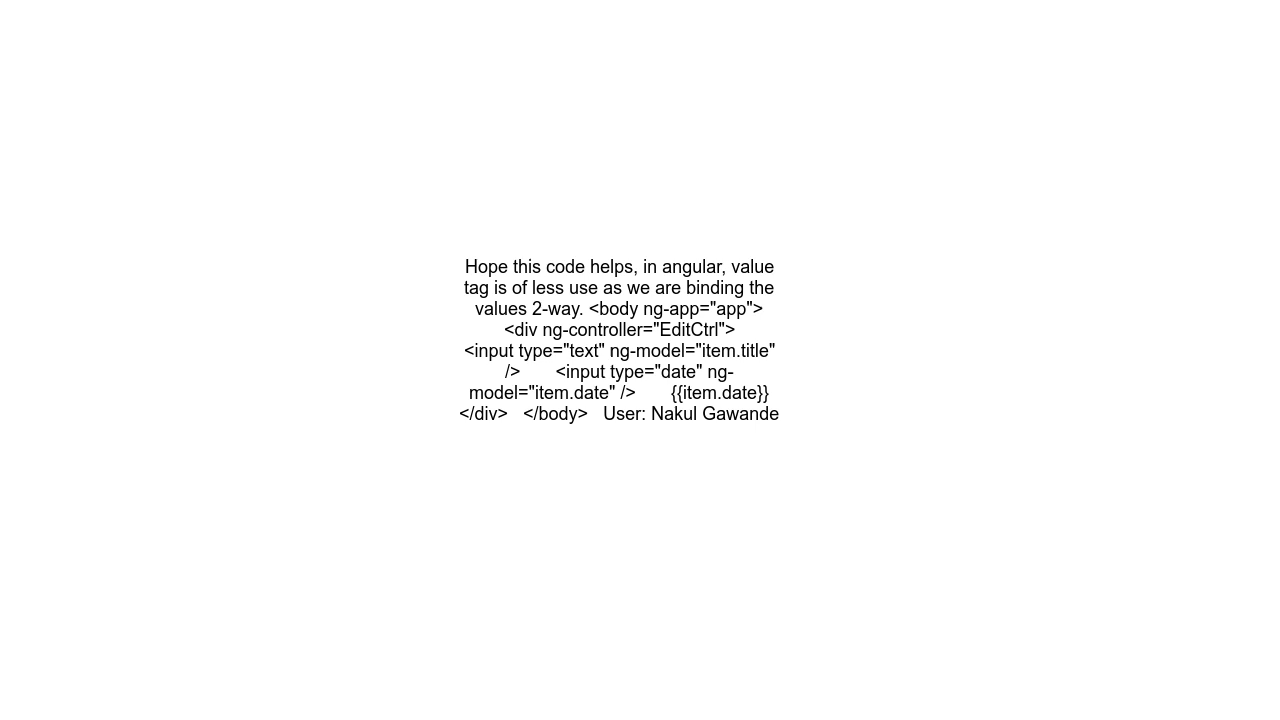 Hope this code helps, in angular, value
tag is of less use as we are binding the
values 2-way. <body ng-app="app">
<div ng-controller="EditCtrl">
<input type="text" ng-model="item.title"
/>       <input type="date" ng-
model="item.date" />       {{item.date}}
</div>   </body>   User: Nakul Gawande